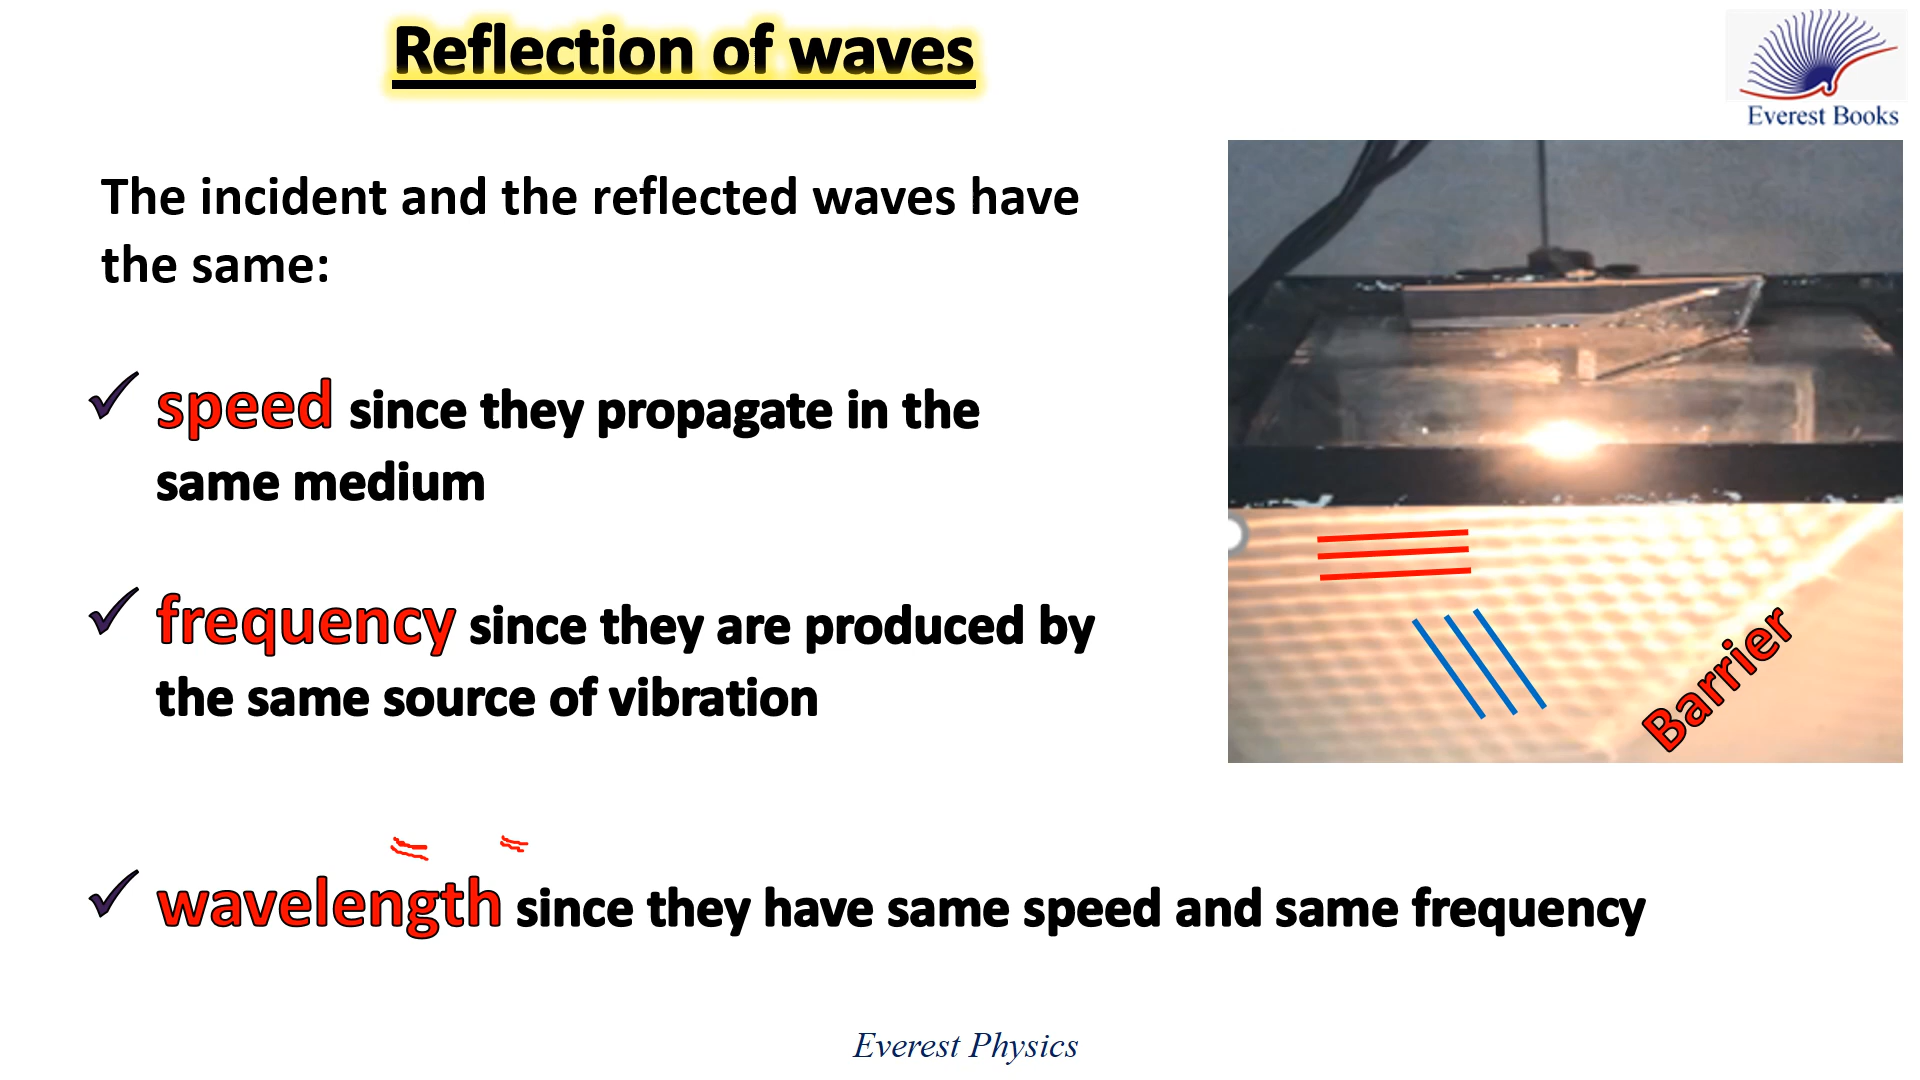 Reflection of waves
Everest Books
The incident and the reflected waves have
the same:
✓ speed since they propagate in the
same medium
✓ frequency since they are produced by
the same source of vibration
Barrier
✓ wavelength since they have same speed and same frequency
Everest Physics